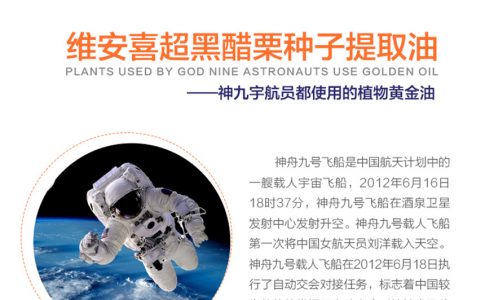 维安喜超黑醋栗种子提取油
PLANTS USED BY GOD NINE ASTRONAUTS USE GOLDEN OIL
——神九宇航员都使用的植物黄金油
神舟九号飞船是中国航天计划中的
一艘载人宇宙飞船，2012年6月16日
18时37分，神舟九号飞船在酒泉卫星
发射中心发射升空。神舟九号载人飞船
第一次将中国女航天员刘洋载入天空。
神舟九号载人飞船在2012年6月18日执
行了自动交会对接任务，标志着中国较